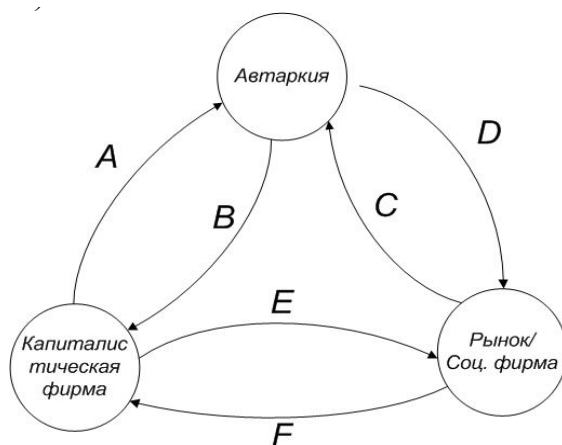 Автаркия
A
D
B
C
E
Капиталис
тическая
фирма
Рынок/
Соц. фирма
F